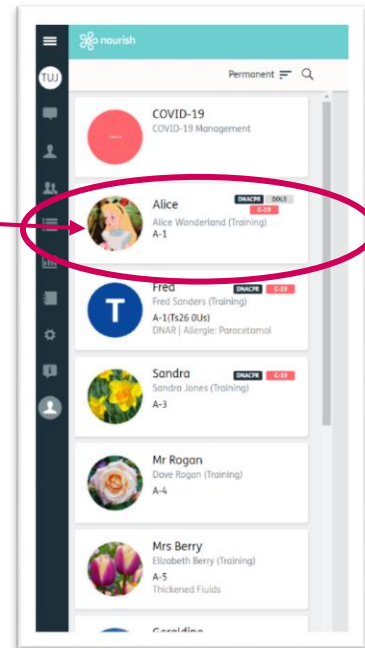 nourish
TUJ
Permanent
COVID-19
COVID-19 Management
Alice
DNACPR DOLS
C-19
Alice Wonderland (Training)
A-1
T
Fred
DNACPR C-19
Fred Sanders (Training)
A-1(Ts26 0Us)
DNAR | Allergie: Paracetamol
Sandra
DNACPR C-19
Sandra Jones (Training)
A-3
Mr Rogan
Dave Rogan (Training)
A-4
Mrs Berry
Elizabeth Berry (Training)
A-5
Thickened Fluids
Geraldine